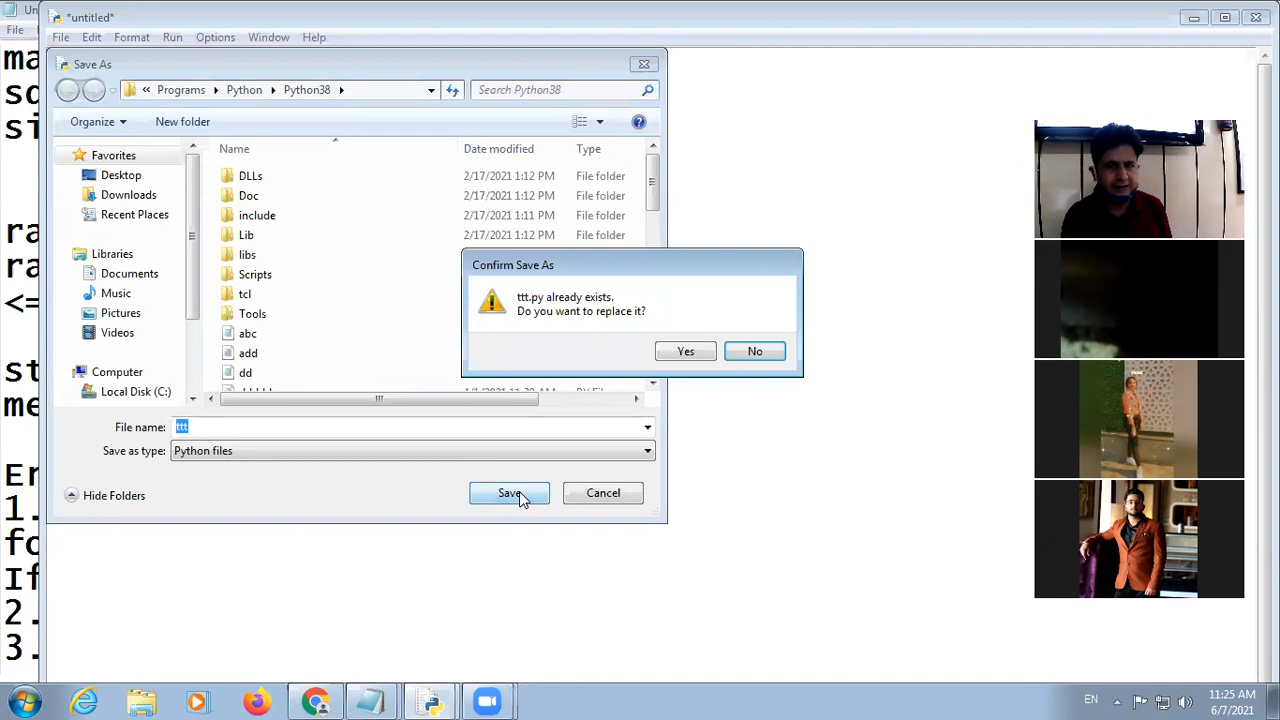 Un
*untitled*
File
File Edit Format Run Options Window Help
ma
Save As
« Programs Python Python38
Search Python38
Organize New folder
Favorites
Desktop
Downloads
Recent Places
Libraries
Documents
Music
Pictures
Videos
Computer
Local Disk (C:)
Name Date modified Type
DLLs 2/17/2021 1:12 PM File folder
Doc 2/17/2021 1:12 PM File folder
include 2/17/2021 1:11 PM File folder
Lib 2/17/2021 1:12 PM File folder
libs
Scripts
tcl
Tools
abc
add
dd
Confirm Save As
ttt.py already exists.
Do you want to replace it?
Yes No
File name: ttt
Save as type: Python files
Hide Folders
Save Cancel
si
ra
ra
<=
st
me
Er
1.
fo
If
2.
3.
EN
11:25 AM
6/7/2021